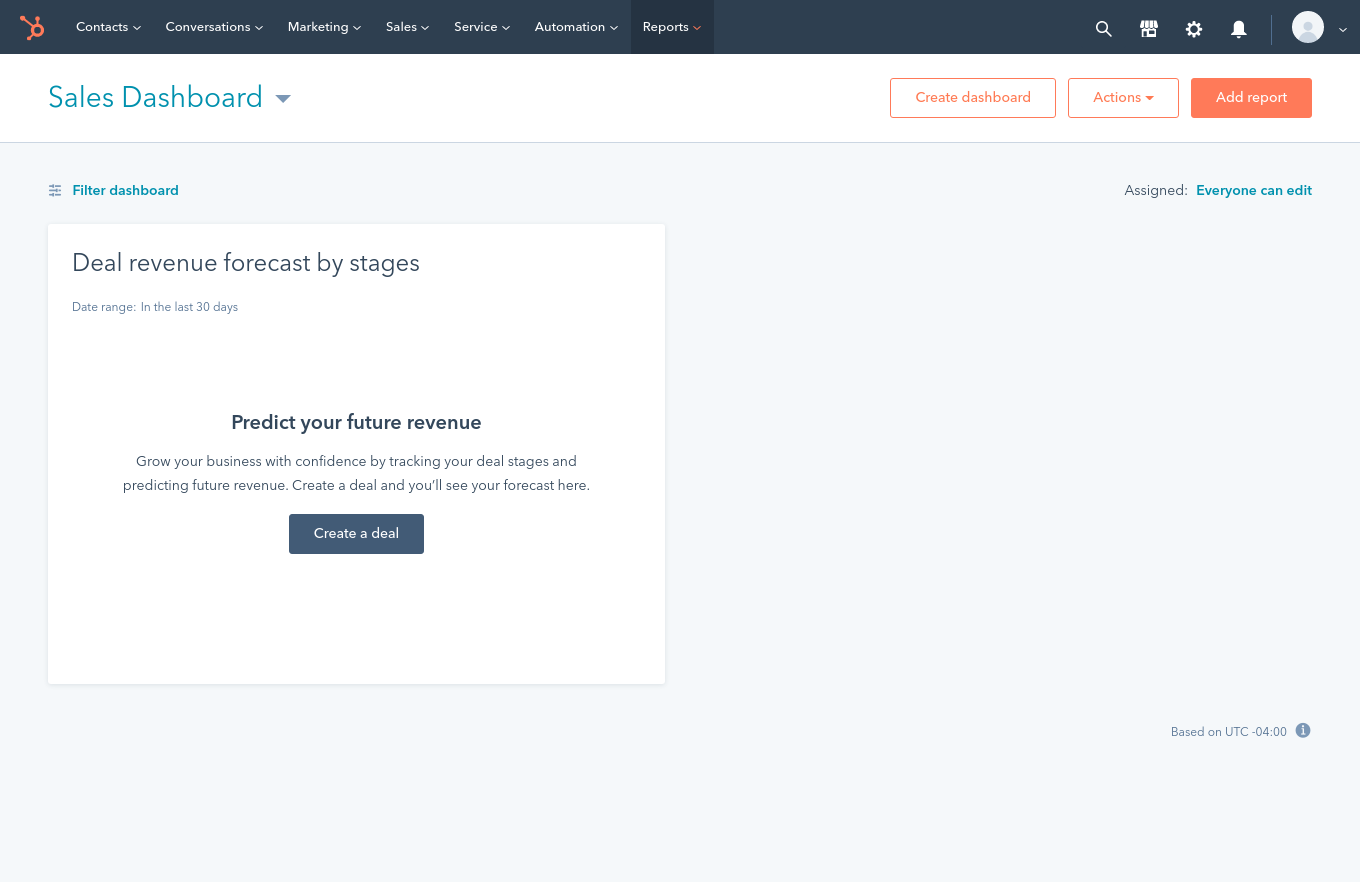 Contacts Conversations Marketing Sales Service Automation Reports
Sales Dashboard
Create dashboard Actions Add report
Filter dashboard
Assigned: Everyone can edit
Deal revenue forecast by stages
Date range: In the last 30 days
Predict your future revenue
Grow your business with confidence by tracking your deal stages and
predicting future revenue. Create a deal and you’ll see your forecast here.
Create a deal
Based on UTC -04:00